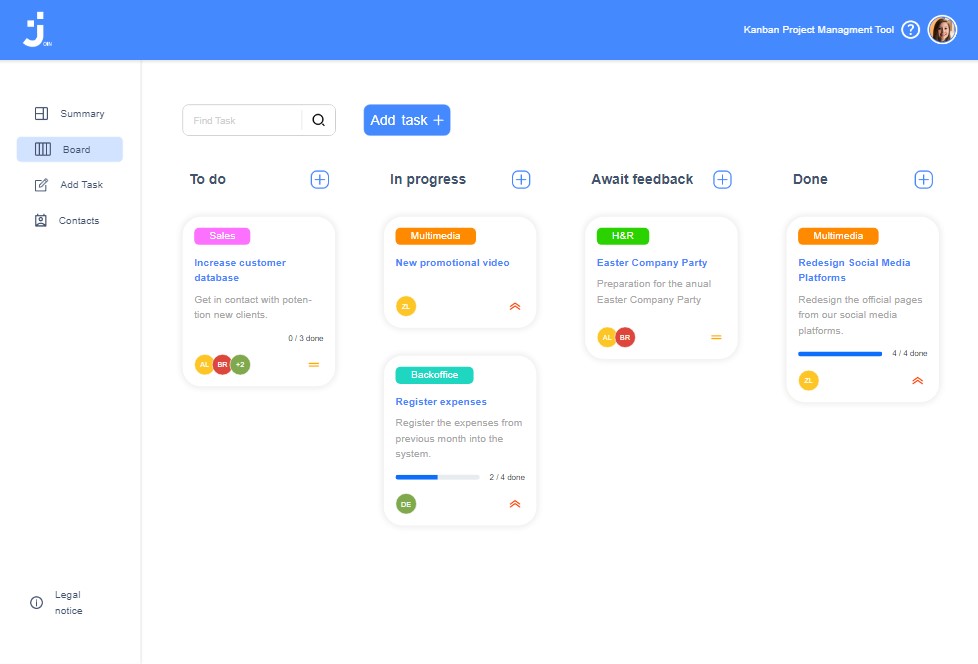 JOIN
Kanban Project Managment Tool
?
Summary
Board
Add Task
Contacts
Legal
notice
Find Task
Add task +
To do
Sales
Increase customer
database
Get in contact with poten-
tion new clients.
0 / 3 done
AL BR +2
In progress
Multimedia
New promotional video
ZL
Backoffice
Register expenses
Register the expenses from
previous month into the
system.
2 / 4 done
DE
Await feedback
H&R
Easter Company Party
Preparation for the anual
Easter Company Party
AL BR
Done
Multimedia
Redesign Social Media
Platforms
Redesign the official pages
from our social media
platforms.
4 / 4 done
ZL